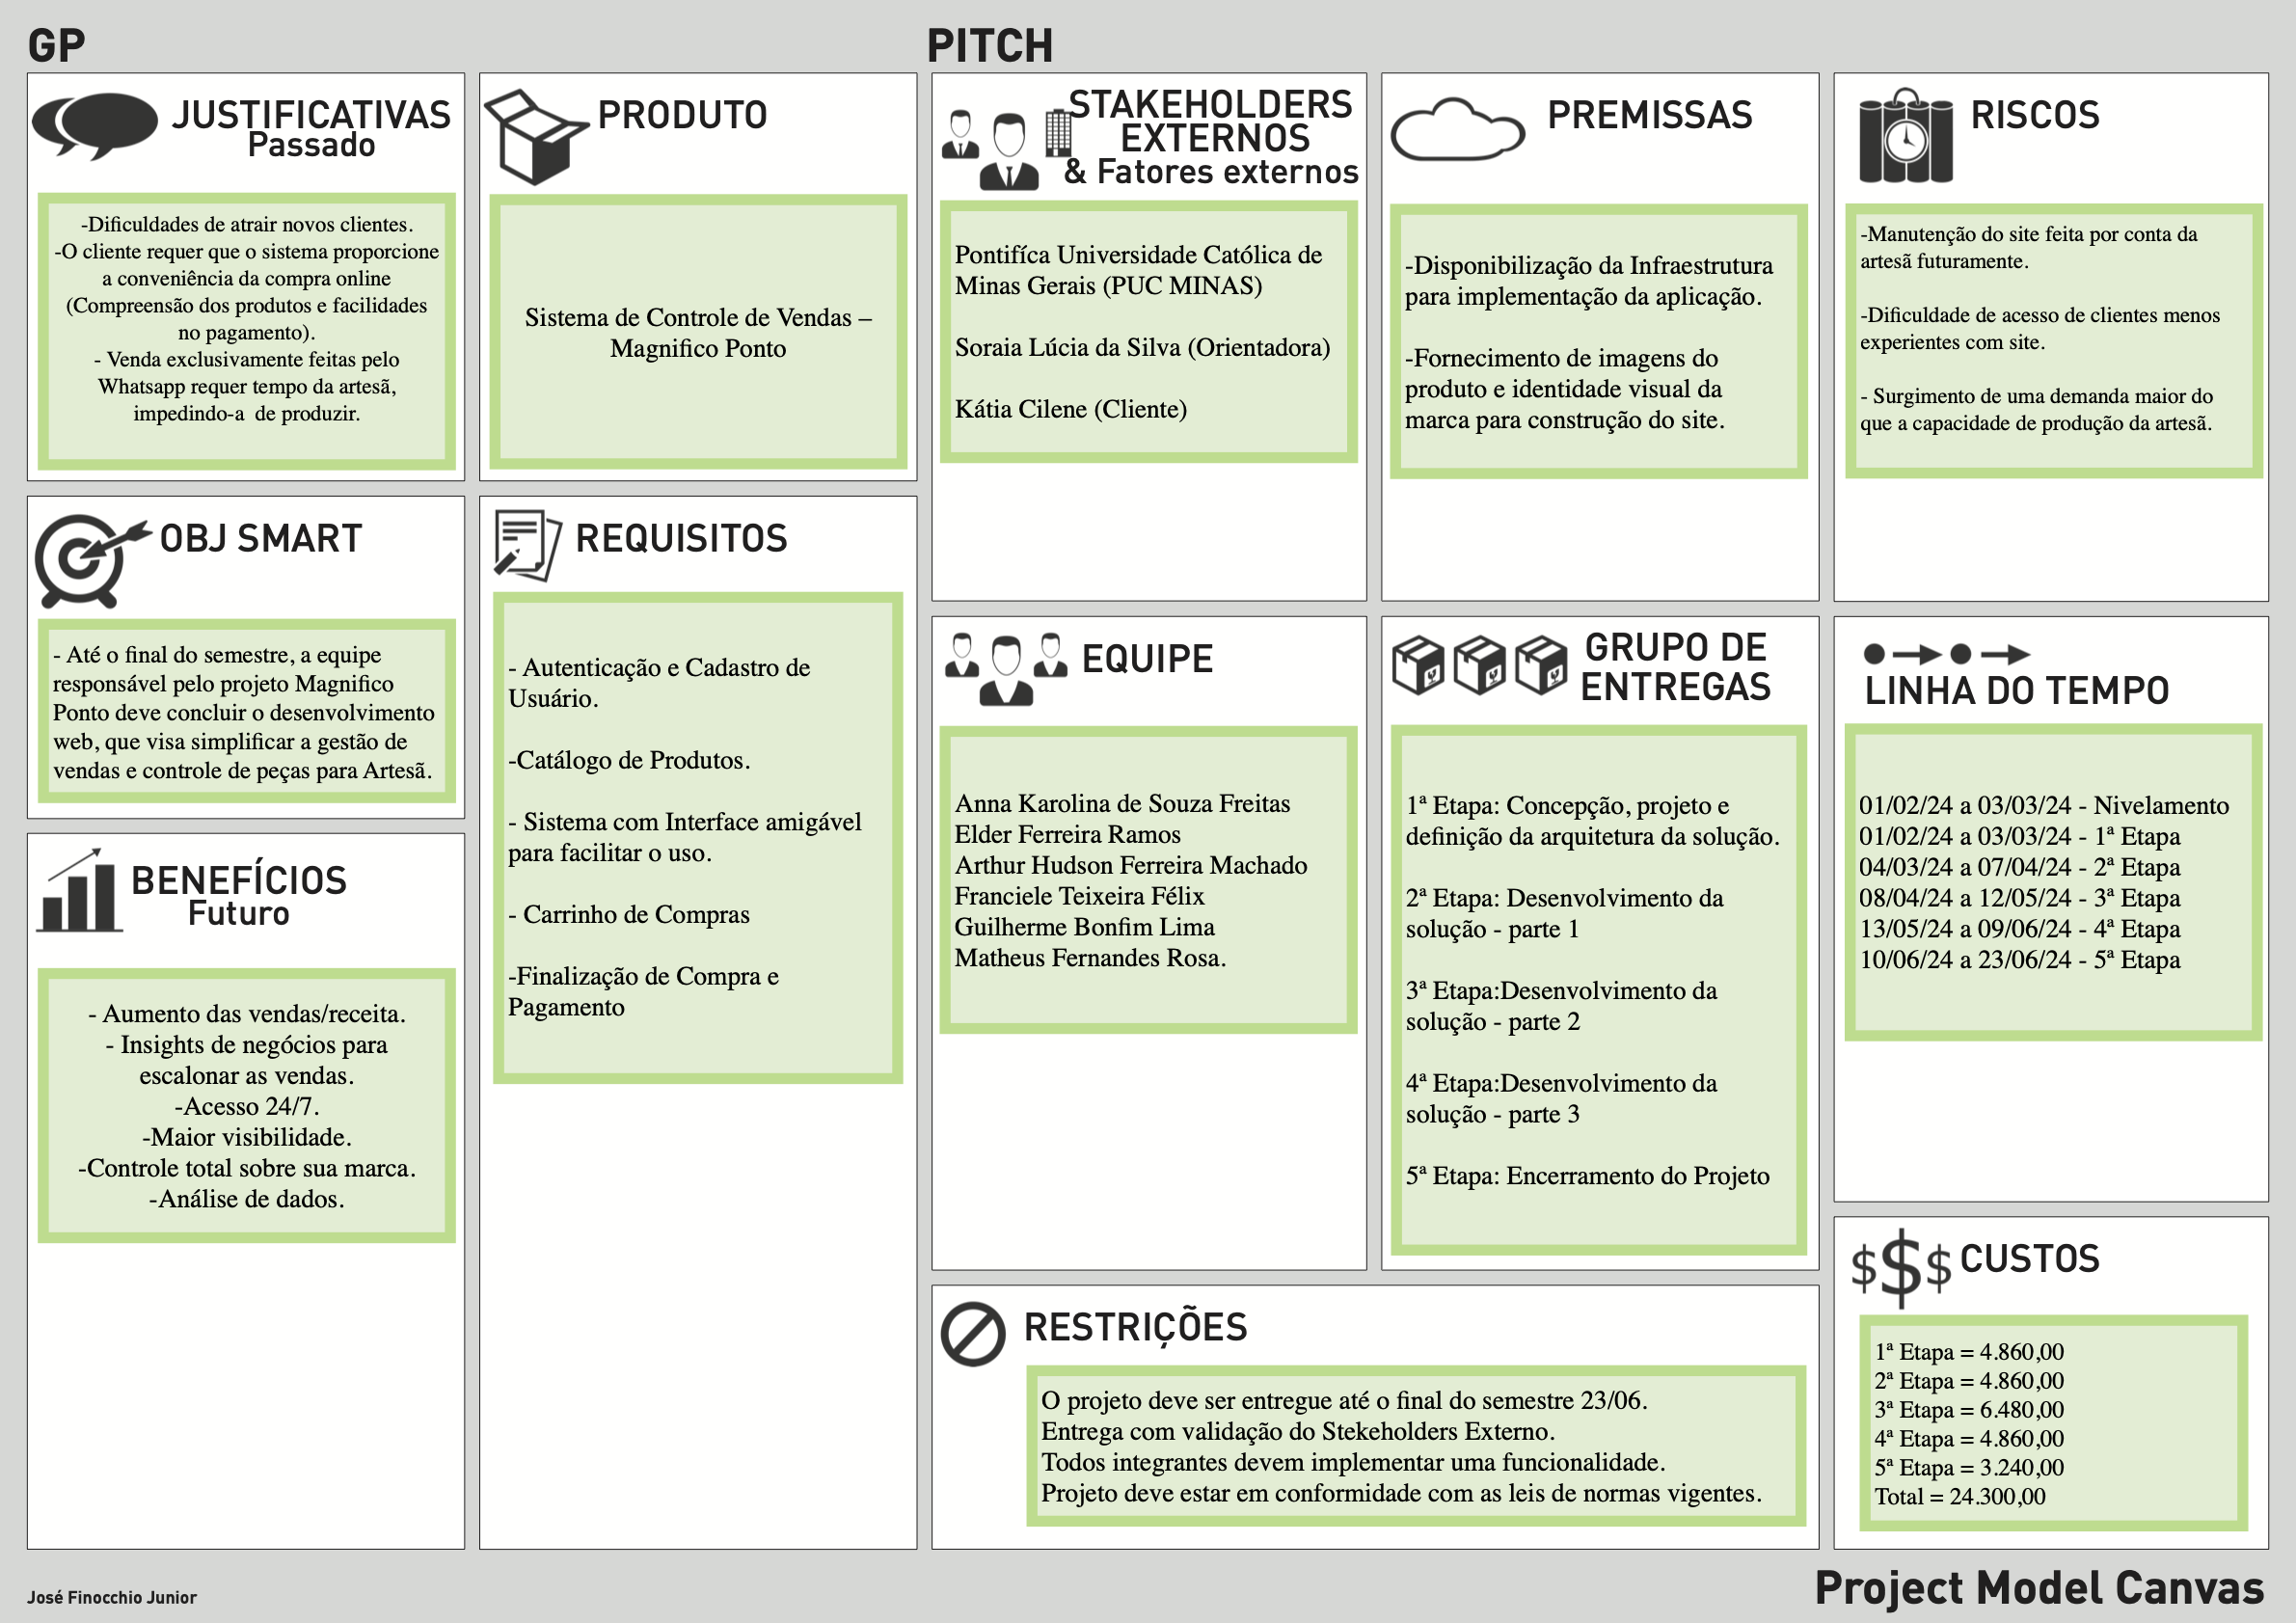 GP
PITCH
JUSTIFICATIVAS
Passado
-Dificuldades de atrair novos clientes.
-O cliente requer que o sistema proporcione
a conveniência da compra online
(Compreensão dos produtos e facilidades
no pagamento).
- Venda exclusivamente feitas pelo
Whatsapp requer tempo da artesã,
impedindo-a  de produzir.
PRODUTO
Sistema de Controle de Vendas –
Magnifico Ponto
STAKEHOLDERS
EXTERNOS
& Fatores externos
Pontifíca Universidade Católica de
Minas Gerais (PUC MINAS)
Soraia Lúcia da Silva (Orientadora)
Kátia Cilene (Cliente)
PREMISSAS
-Disponibilização da Infraestrutura
para implementação da aplicação.
-Fornecimento de imagens do
produto e identidade visual da
marca para construção do site.
RISCOS
-Manutenção do site feita por conta da
artesã futuramente.
-Dificuldade de acesso de clientes menos
experientes com site.
- Surgimento de uma demanda maior do
que a capacidade de produção da artesã.
OBJ SMART
- Até o final do semestre, a equipe
responsável pelo projeto Magnifico
Ponto deve concluir o desenvolvimento
web, que visa simplificar a gestão de
vendas e controle de peças para Artesã.
REQUISITOS
- Autenticação e Cadastro de
Usuário.
-Catálogo de Produtos.
- Sistema com Interface amigável
para facilitar o uso.
- Carrinho de Compras
-Finalização de Compra e
Pagamento
EQUIPE
Anna Karolina de Souza Freitas
Elder Ferreira Ramos
Arthur Hudson Ferreira Machado
Franciele Teixeira Félix
Guilherme Bonfim Lima
Matheus Fernandes Rosa.
GRUPO DE
ENTREGAS
1ª Etapa: Concepção, projeto e
definição da arquitetura da solução.
2ª Etapa: Desenvolvimento da
solução - parte 1
3ª Etapa:Desenvolvimento da
solução - parte 2
4ª Etapa:Desenvolvimento da
solução - parte 3
5ª Etapa: Encerramento do Projeto
LINHA DO TEMPO
01/02/24 a 03/03/24 - Nivelamento
01/02/24 a 03/03/24 - 1ª Etapa
04/03/24 a 07/04/24 - 2ª Etapa
08/04/24 a 12/05/24 - 3ª Etapa
13/05/24 a 09/06/24 - 4ª Etapa
10/06/24 a 23/06/24 - 5ª Etapa
BENEFÍCIOS
Futuro
- Aumento das vendas/receita.
- Insights de negócios para
escalonar as vendas.
-Acesso 24/7.
-Maior visibilidade.
-Controle total sobre sua marca.
-Análise de dados.
RESTRIÇÕES
O projeto deve ser entregue até o final do semestre 23/06.
Entrega com validação do Stekeholders Externo.
Todos integrantes devem implementar uma funcionalidade.
Projeto deve estar em conformidade com as leis de normas vigentes.
$$$ CUSTOS
1ª Etapa = 4.860,00
2ª Etapa = 4.860,00
3ª Etapa = 6.480,00
4ª Etapa = 4.860,00
5ª Etapa = 3.240,00
Total = 24.300,00
José Finocchio Junior
Project Model Canvas